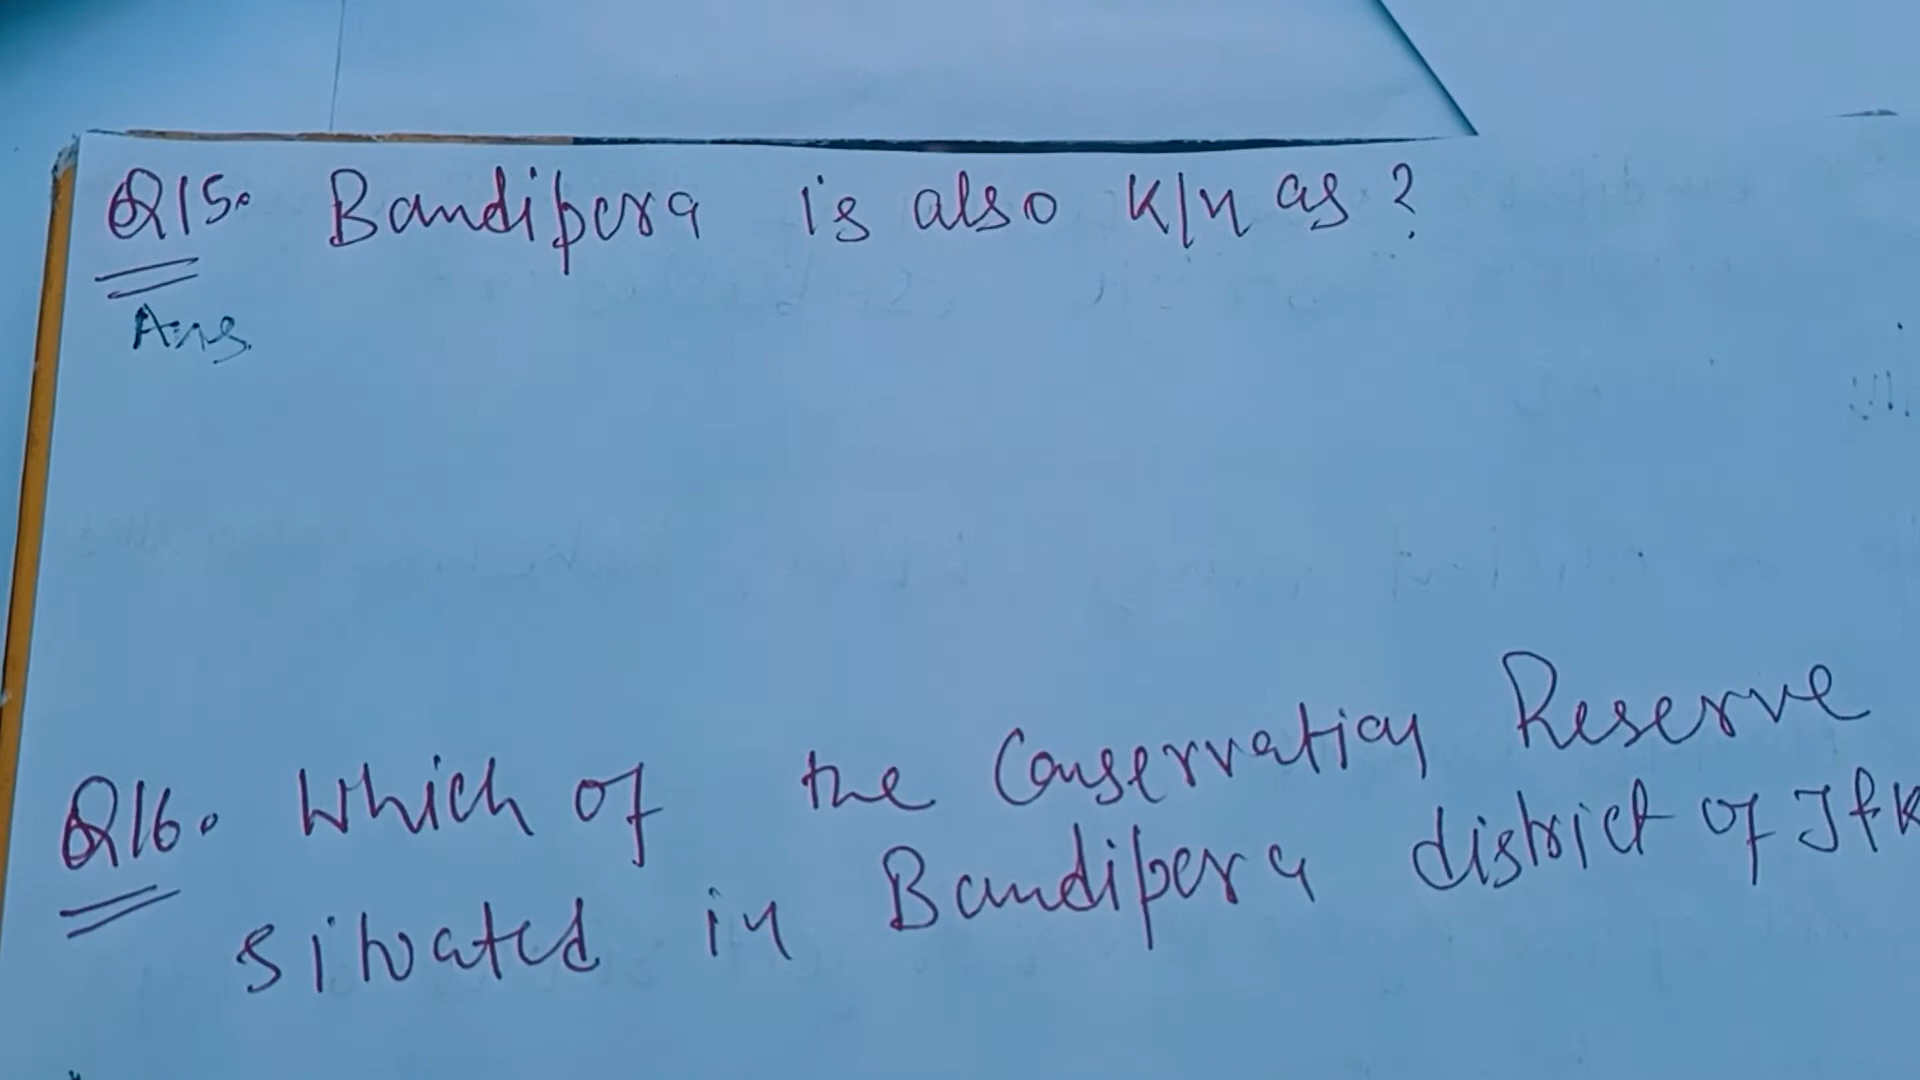 Q15. Bandipora is also K/n as ?
Ans.
Q16. Which of the Conservation Reserve
situated in Bandipora district of J&K